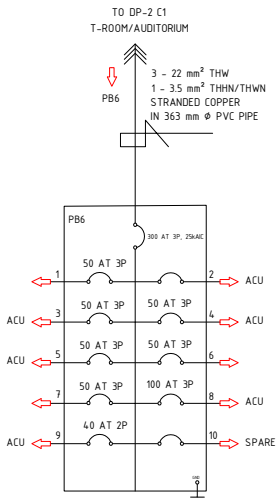 TO DP-2 C1
T-ROOM/AUDITORIUM
PB6
3 - 22 mm² THW
1 - 3.5 mm² THHN/THWN
STRANDED COPPER
IN 363 mm Ø PVC PIPE
PB6
300 AT 3P, 25kAIC
50 AT 3P
1 2 ACU
50 AT 3P 50 AT 3P
ACU 3 4 ACU
50 AT 3P 50 AT 3P
ACU 5 6
50 AT 3P 100 AT 3P
7 8 ACU
40 AT 2P
ACU 9 10 SPARE
GND